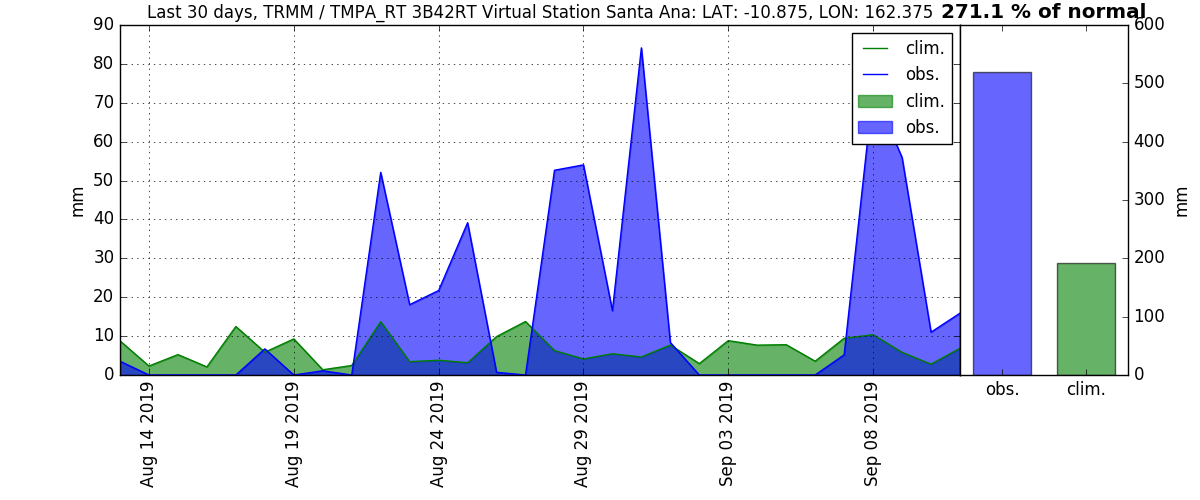 Last 30 days, TRMM / TMPA_RT 3B42RT Virtual Station Santa Ana: LAT: -10.875, LON: 162.375 271.1 % of normal
90
80
70
60
50
40
30
20
10
0
mm
clim.
obs.
clim.
obs.
Aug 14 2019
Aug 19 2019
Aug 24 2019
Aug 29 2019
Sep 03 2019
Sep 08 2019
600
500
400
300
200
100
0
mm
obs.
clim.